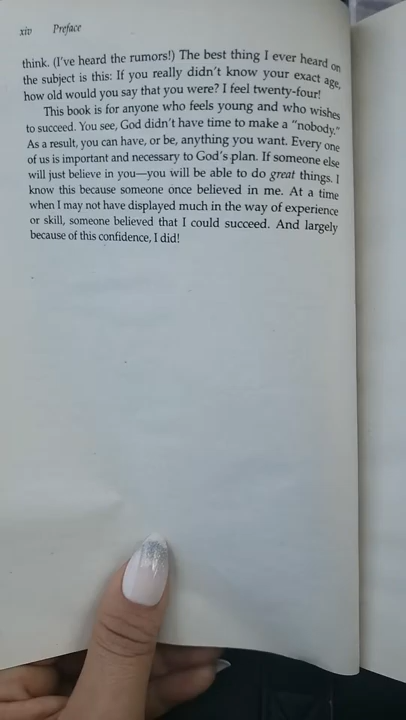 xiv Preface
think. (I've heard the rumors!) The best thing I ever heard on
the subject is this: If you really didn't know your exact age,
how old would you say that you were? I feel twenty-four!
This book is for anyone who feels young and who wishes
to succeed. You see, God didn't have time to make a "nobody."
As a result, you can have, or be, anything you want. Every one
of us is important and necessary to God's plan. If someone else
will just believe in you—you will be able to do great things. I
know this because someone once believed in me. At a time
when I may not have displayed much in the way of experience
or skill, someone believed that I could succeed. And largely
because of this confidence, I did!